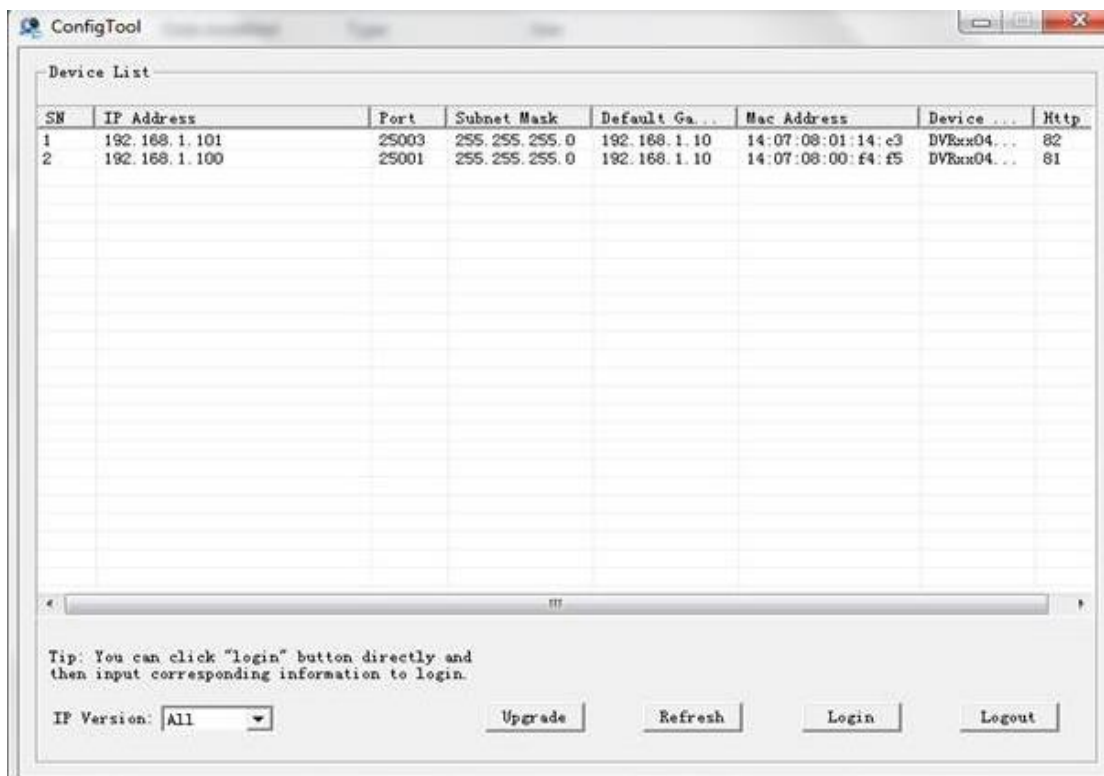 ConfigTool
Device List
SN IP Address Port Subnet Mask Default Ga... Mac Address Device ... Http
1 192.168.1.101 25003 255.255.255.0 192.168.1.10 14:07:08:01:14:e3 DVRxx04... 82
2 192.168.1.100 25001 255.255.255.0 192.168.1.10 14:07:08:00:f4:f5 DVRxx04... 81
Tip: You can click "login" button directly and
then input corresponding information to login.
IP Version: All Upgrade Refresh Login Logout